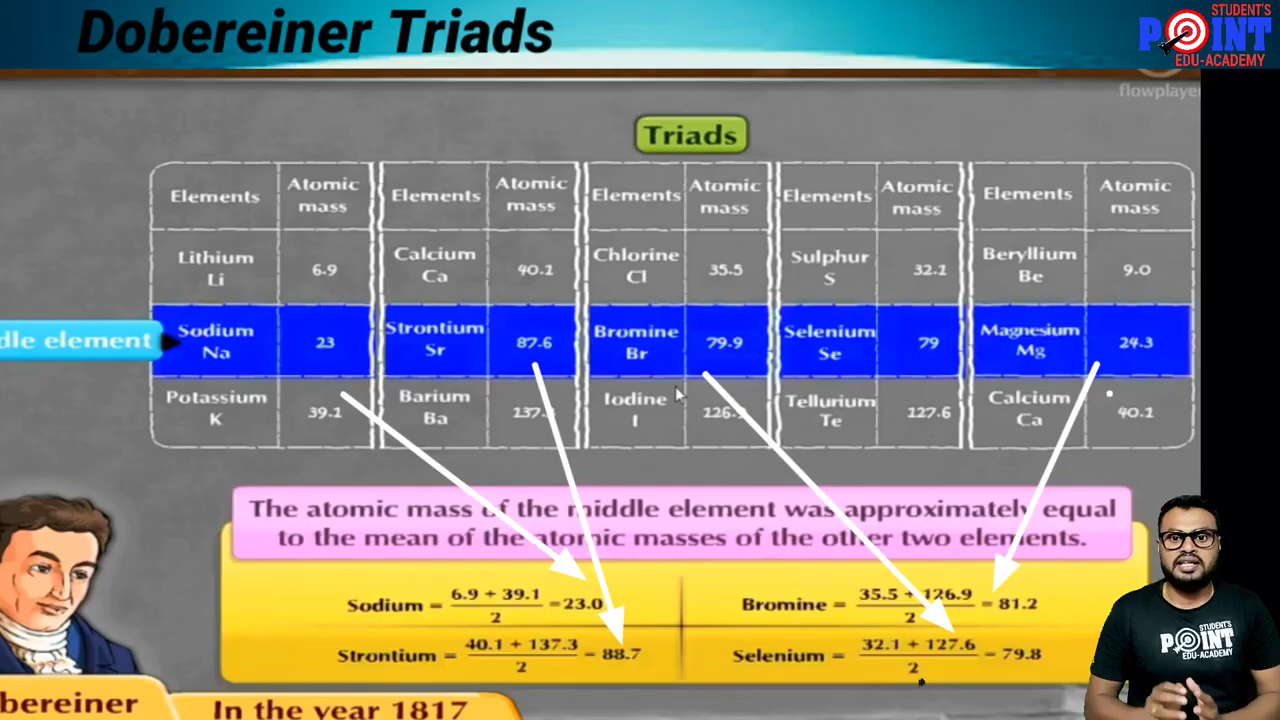 Dobereiner Triads
STUDENT'S
POINT
EDU-ACADEMY
flowplayer
Triads
Elements Atomic mass Elements Atomic mass Elements Atomic mass Elements Atomic mass Elements Atomic mass
Lithium Li 6.9 Calcium Ca 40.1 Chlorine Cl 35.5 Sulphur S 32.1 Beryllium Be 9.0
dle element
Sodium Na 23 Strontium Sr 87.6 Bromine Br 79.9 Selenium Se 79 Magnesium Mg 24.3
Potassium K 39.1 Barium Ba 137.3 Iodine I 126.9 Tellurium Te 127.6 Calcium Ca 40.1
The atomic mass of the middle element was approximately equal
to the mean of the atomic masses of the other two elements.
Sodium = 6.9 + 39.1 / 2 = 23.0
Bromine = 35.5 + 126.9 / 2 = 81.2
Strontium = 40.1 + 137.3 / 2 = 88.7
Selenium = 32.1 + 127.6 / 2 = 79.8
bereiner
In the year 1817
STUDENT'S
POINT
EDU-ACADEMY